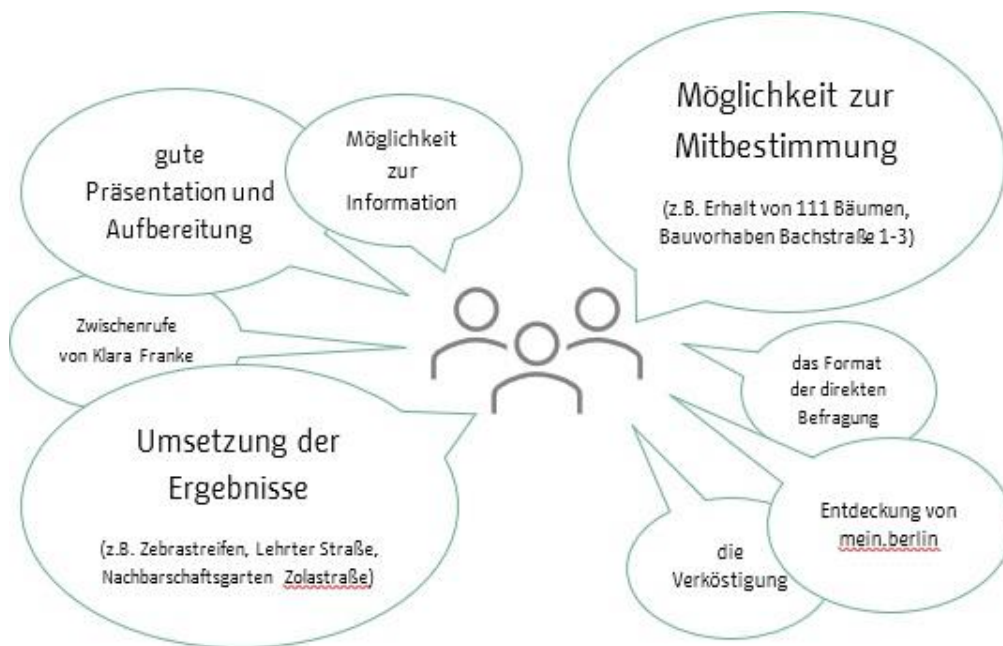 gute
Präsentation und
Aufbereitung
Möglichkeit
zur
Information
Möglichkeit zur
Mitbestimmung
(z.B. Erhalt von 111 Bäumen,
Bauvorhaben Bachstraße 1-3)
Zwischenrufe
von Klara Franke
das Format
der direkten
Befragung
Umsetzung der
Ergebnisse
(z.B. Zebrastreifen, Lehrter Straße,
Nachbarschaftsgarten Zolastraße)
die
Verköstigung
Entdeckung von
mein.berlin